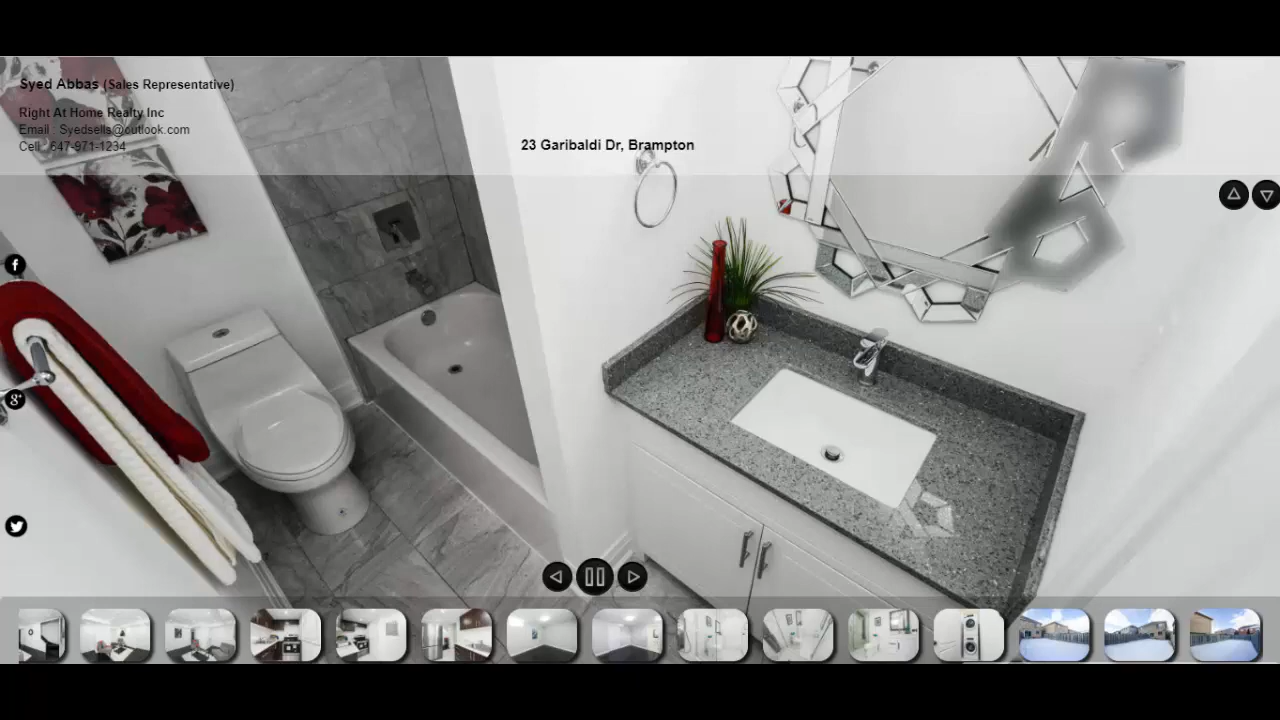 Syed Abbas (Sales Representative)
Right At Home Realty Inc
Email : Syedsells@outlook.com
Cell : 647-971-1234
23 Garibaldi Dr, Brampton